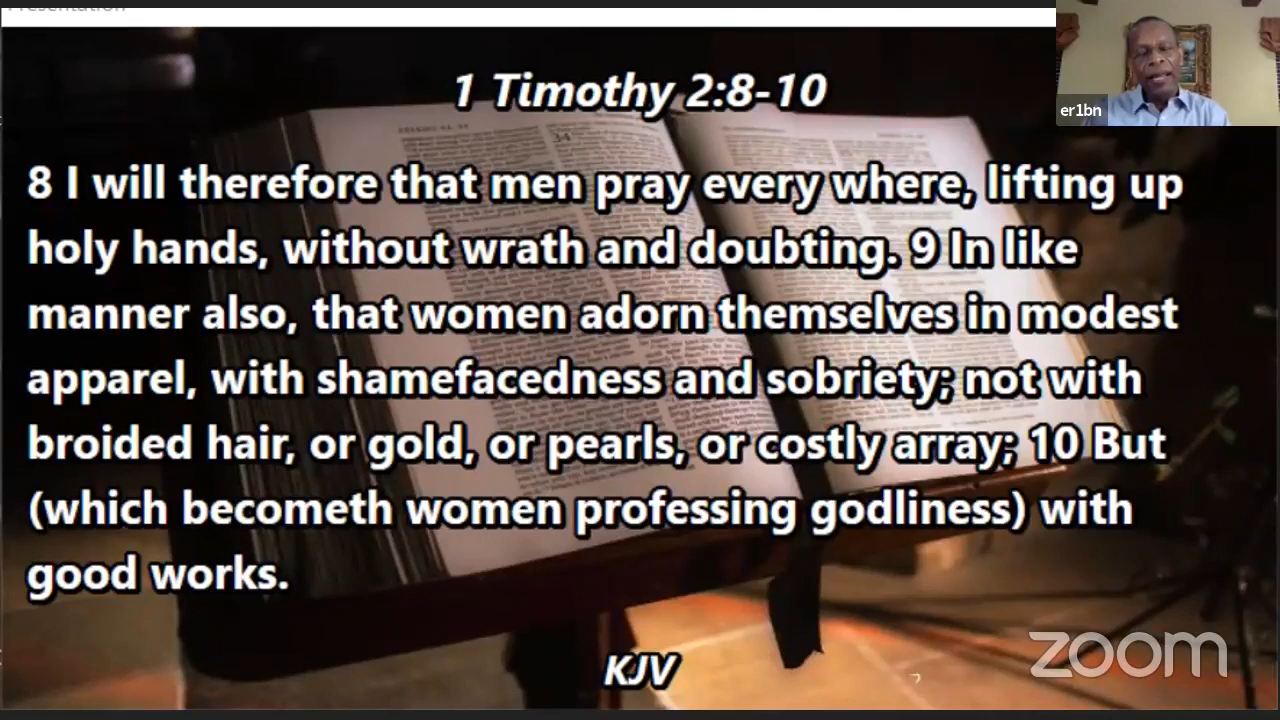 Presentation
er1bn
1 Timothy 2:8-10
8 I will therefore that men pray every where, lifting up
holy hands, without wrath and doubting. 9 In like
manner also, that women adorn themselves in modest
apparel, with shamefacedness and sobriety; not with
broided hair, or gold, or pearls, or costly array; 10 But
(which becometh women professing godliness) with
good works.
KJV
zoom